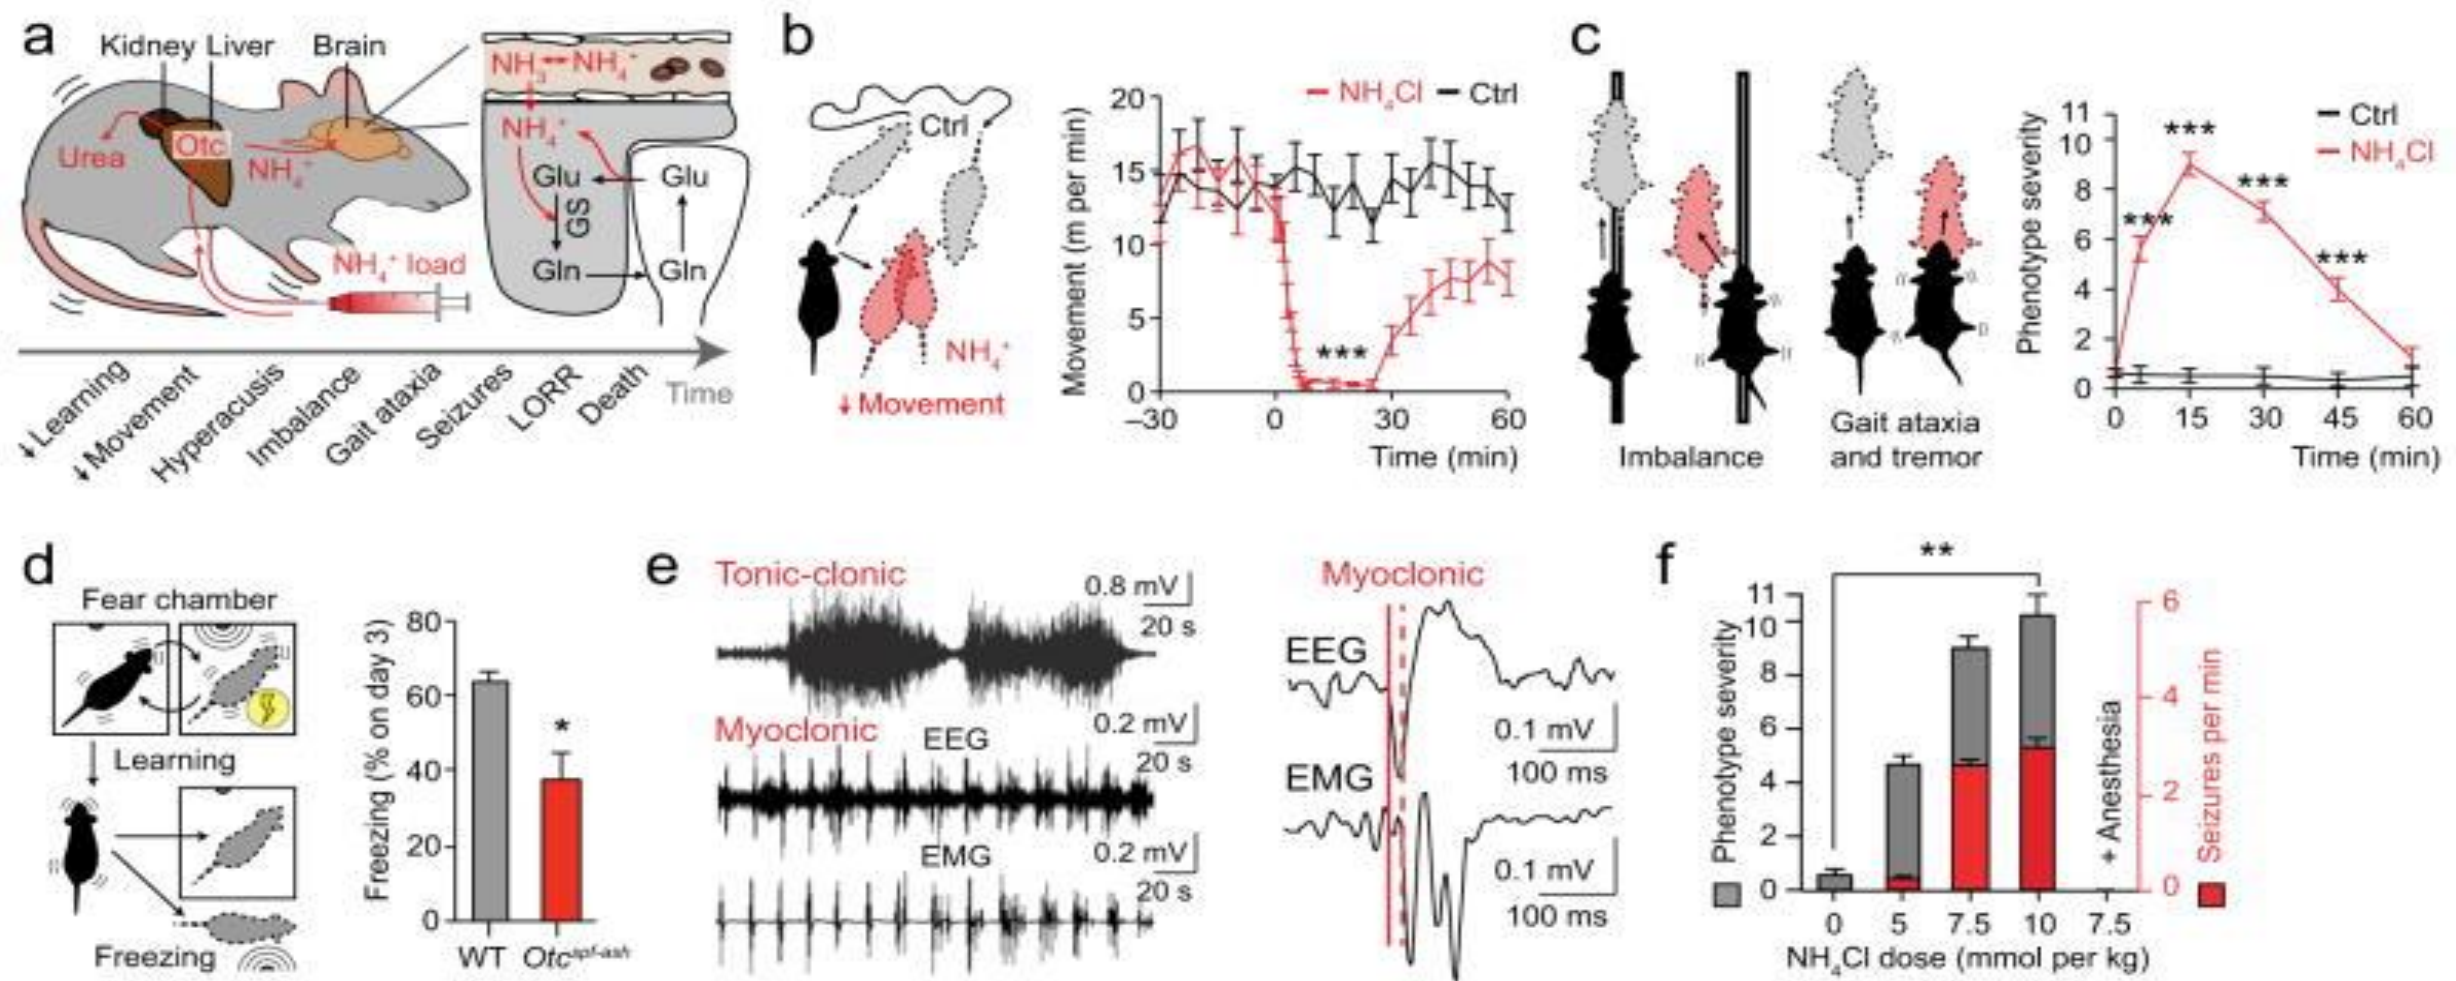 a
Kidney Liver Brain
Urea
Otc
NH₄⁺
NH₄⁺ load
NH₃ ↔ NH₄⁺
NH₄⁺
Glu Glu
GS
Gln Gln
↓Learning
↓Movement
Hyperacusis
Imbalance
Gait ataxia
Seizures
LORR
Death
Time
b
Ctrl
NH₄⁺
↓ Movement
NH₄Cl Ctrl
Movement (m per min)
20
15
10
5
0
–30 0 30 60
***
Time (min)
c
Imbalance
Gait ataxia
and tremor
Phenotype severity
11
10
8
6
4
2
0
0 15 30 45 60
***
***
***
***
Ctrl
NH₄Cl
Time (min)
d
Fear chamber
Learning
Freezing
Freezing (% on day 3)
80
60
40
20
0
*
WT Otcˢᵖᶠ⁻ᵃˢʰ
e
Tonic-clonic
0.8 mV
20 s
Myoclonic
EEG
0.2 mV
20 s
EMG
0.2 mV
20 s
Myoclonic
EEG
0.1 mV
100 ms
EMG
0.1 mV
100 ms
f
**
Phenotype severity
11
10
8
6
4
2
0
+ Anesthesia
6
4
2
0
Seizures per min
0 5 7.5 10 7.5
NH₄Cl dose (mmol per kg)